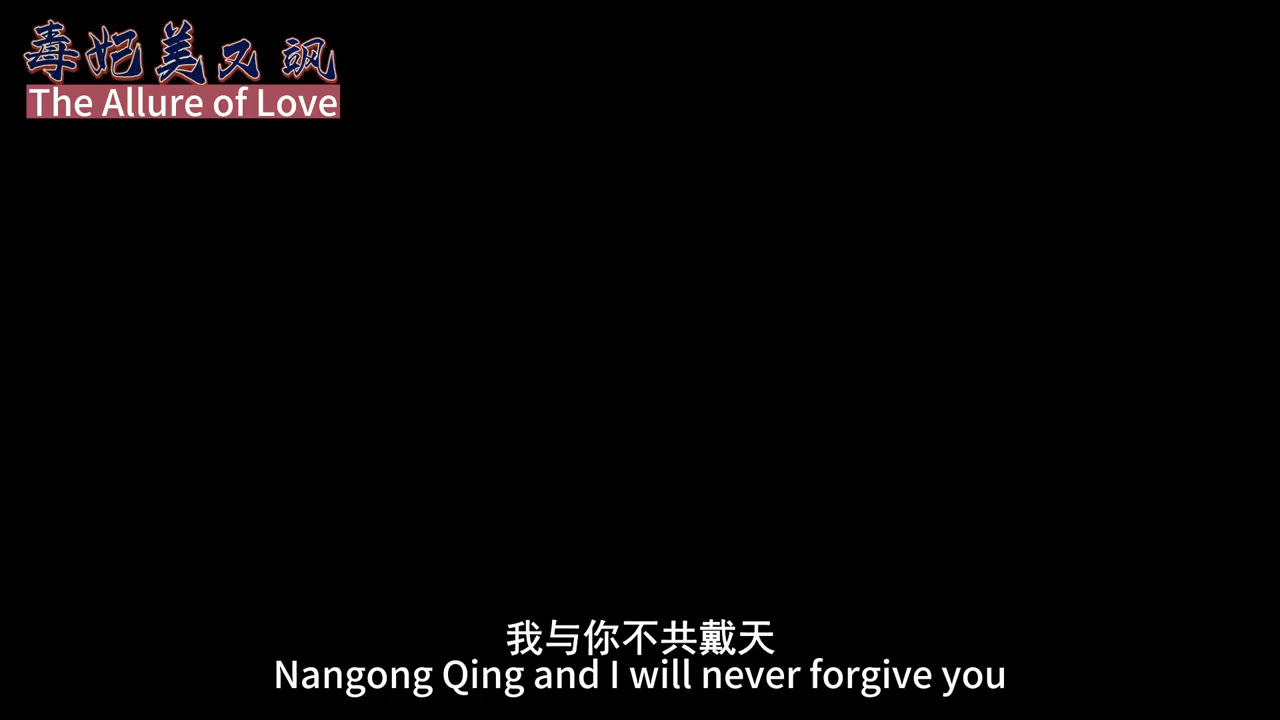 毒妃美又飒
The Allure of Love
我与你不共戴天
Nangong Qing and I will never forgive you